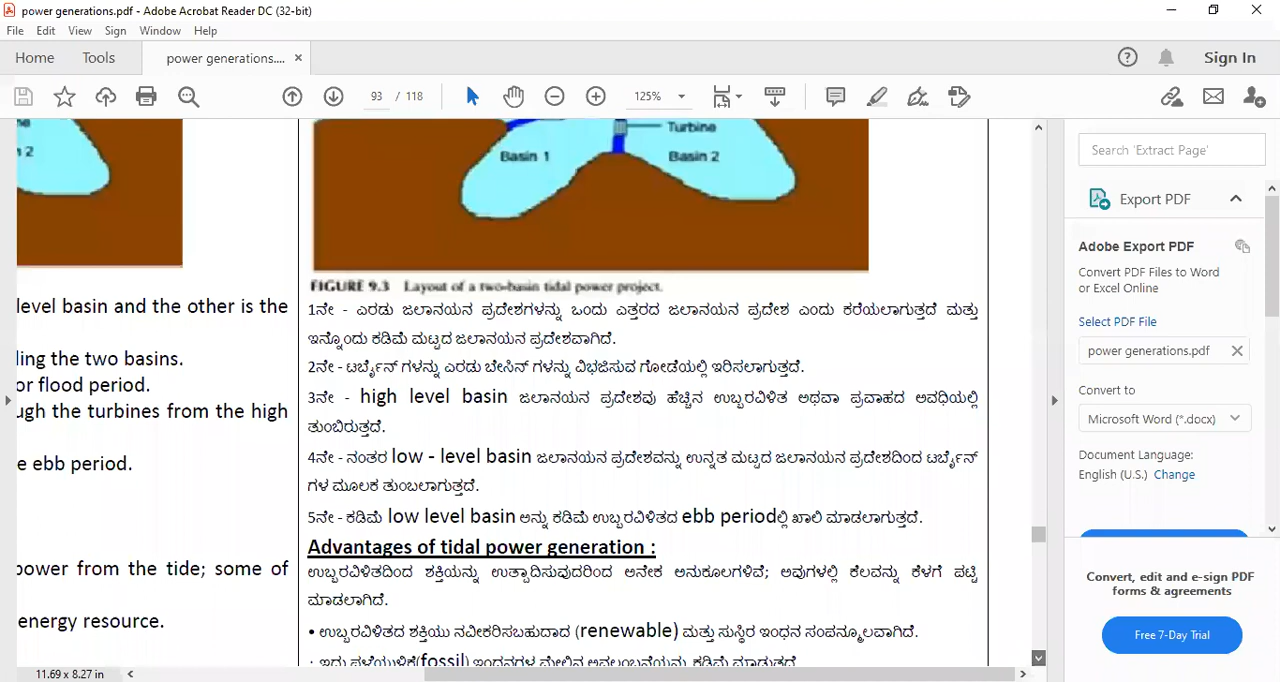 power generations.pdf - Adobe Acrobat Reader DC (32-bit)
File Edit View Sign Window Help
Home Tools power generations.... × Sign In
93 / 118 125%
Turbine
Basin 1 Basin 2
2
FIGURE 9.3 Layout of a two-basin tidal power project.
level basin and the other is the
ling the two basins.
or flood period.
ugh the turbines from the high
e ebb period.
power from the tide; some of
energy resource.
1ನೇ - ಎರಡು ಜಲಾನಯನ ಪ್ರದೇಶಗಳನ್ನು ಒಂದು ಎತ್ತರದ ಜಲಾನಯನ ಪ್ರದೇಶ ಎಂದು ಕರೆಯಲಾಗುತ್ತದೆ ಮತ್ತು
ಇನ್ನೊಂದು ಕಡಿಮೆ ಮಟ್ಟದ ಜಲಾನಯನ ಪ್ರದೇಶವಾಗಿದೆ.
2ನೇ - ಟರ್ಬೈನ್ ಗಳನ್ನು ಎರಡು ಬೇಸಿನ್ ಗಳನ್ನು ವಿಭಜಿಸುವ ಗೋಡೆಯಲ್ಲಿ ಇರಿಸಲಾಗುತ್ತದೆ.
3ನೇ - high level basin ಜಲಾನಯನ ಪ್ರದೇಶವು ಹೆಚ್ಚಿನ ಉಬ್ಬರವಿಳಿತ ಅಥವಾ ಪ್ರವಾಹದ ಅವಧಿಯಲ್ಲಿ
ತುಂಬಿರುತ್ತದೆ.
4ನೇ - ನಂತರ low - level basin ಜಲಾನಯನ ಪ್ರದೇಶವನ್ನು ಉನ್ನತ ಮಟ್ಟದ ಜಲಾನಯನ ಪ್ರದೇಶದಿಂದ ಟರ್ಬೈನ್
ಗಳ ಮೂಲಕ ತುಂಬಲಾಗುತ್ತದೆ.
5ನೇ - ಕಡಿಮೆ low level basin ಅನ್ನು ಕಡಿಮೆ ಉಬ್ಬರವಿಳಿತದ ebb periodಲ್ಲಿ ಖಾಲಿ ಮಾಡಲಾಗುತ್ತದೆ.
Advantages of tidal power generation :
ಉಬ್ಬರವಿಳಿತದಿಂದ ಶಕ್ತಿಯನ್ನು ಉತ್ಪಾದಿಸುವುದರಿಂದ ಅನೇಕ ಅನುಕೂಲಗಳಿವೆ; ಅವುಗಳಲ್ಲಿ ಕೆಲವನ್ನು ಕೆಳಗೆ ಪಟ್ಟಿ
ಮಾಡಲಾಗಿದೆ.
• ಉಬ್ಬರವಿಳಿತದ ಶಕ್ತಿಯು ನವೀಕರಿಸಬಹುದಾದ (renewable) ಮತ್ತು ಸುಸ್ಥಿರ ಇಂಧನ ಸಂಪನ್ಮೂಲವಾಗಿದೆ.
(fossil)
Search 'Extract Page'
Export PDF
Adobe Export PDF
Convert PDF Files to Word
or Excel Online
Select PDF File
power generations.pdf
Convert to
Microsoft Word (*.docx)
Document Language:
English (U.S.) Change
Convert, edit and e-sign PDF
forms & agreements
Free 7-Day Trial
11.69 x 8.27 in